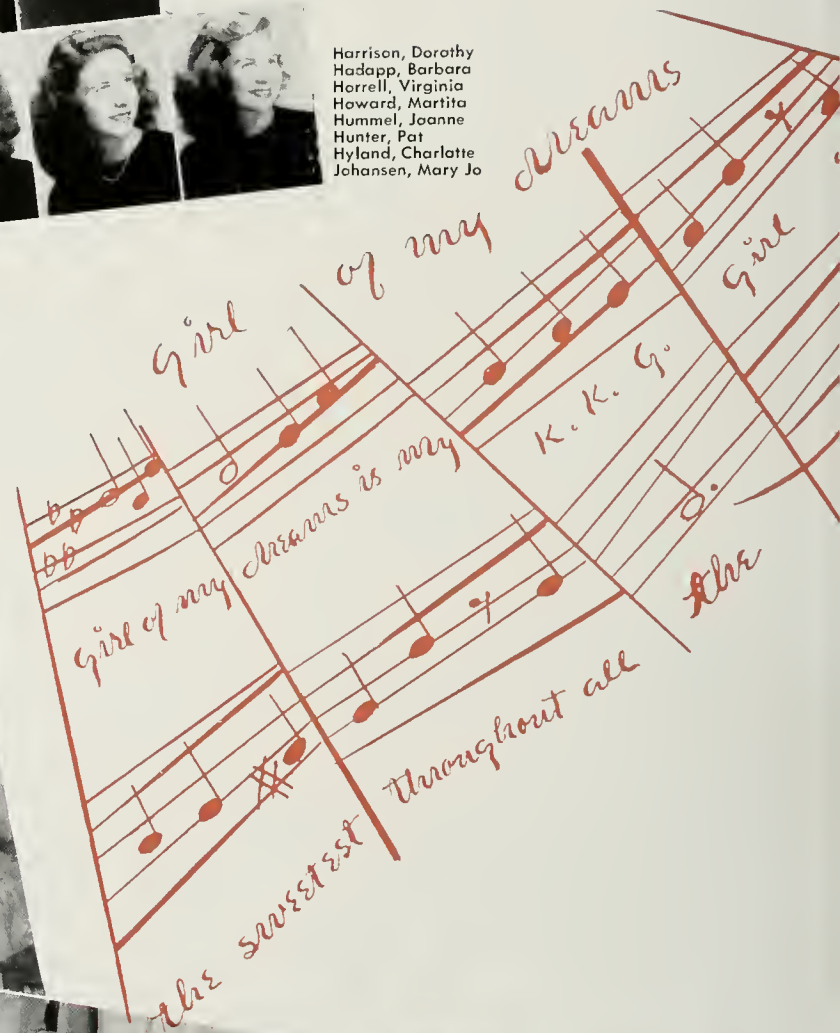 Harrison, Dorothy
Hadapp, Barbara
Horrell, Virginia
Howard, Martita
Hummel, Joanne
Hunter, Pat
Hyland, Charlotte
Johansen, Mary Jo
Girl of my dreams
Girl of my dreams is my K. K. G. Girl
the sweetest throughout all the